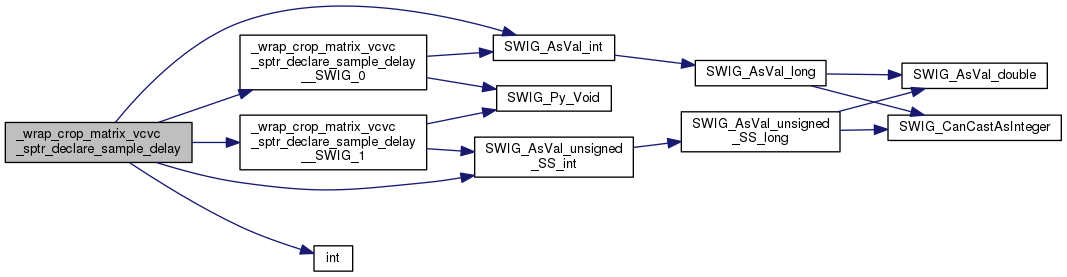 _wrap_crop_matrix_vcvc
_sptr_declare_sample_delay
_wrap_crop_matrix_vcvc
_sptr_declare_sample_delay
__SWIG_0
_wrap_crop_matrix_vcvc
_sptr_declare_sample_delay
__SWIG_1
int
SWIG_AsVal_int
SWIG_Py_Void
SWIG_AsVal_unsigned
_SS_int
SWIG_AsVal_long
SWIG_AsVal_unsigned
_SS_long
SWIG_AsVal_double
SWIG_CanCastAsInteger